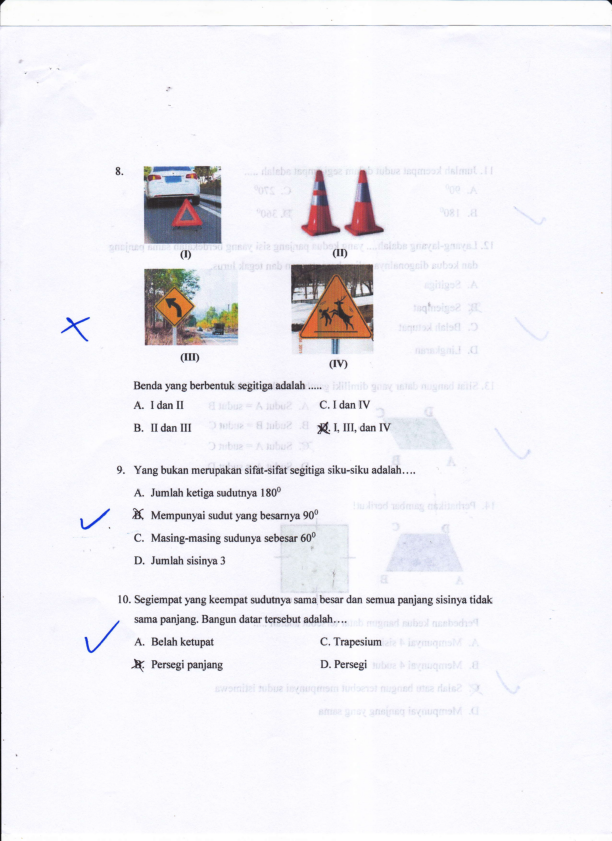 8.
(I)
(II)
(III)
(IV)
Benda yang berbentuk segitiga adalah .....
A. I dan II
C. I dan IV
B. II dan III
D. I, III, dan IV
9. Yang bukan merupakan sifat-sifat segitiga siku-siku adalah….
A. Jumlah ketiga sudutnya 180⁰
B. Mempunyai sudut yang besarnya 90⁰
C. Masing-masing sudunya sebesar 60⁰
D. Jumlah sisinya 3
10. Segiempat yang keempat sudutnya sama besar dan semua panjang sisinya tidak
sama panjang. Bangun datar tersebut adalah….
A. Belah ketupat
C. Trapesium
B. Persegi panjang
D. Persegi